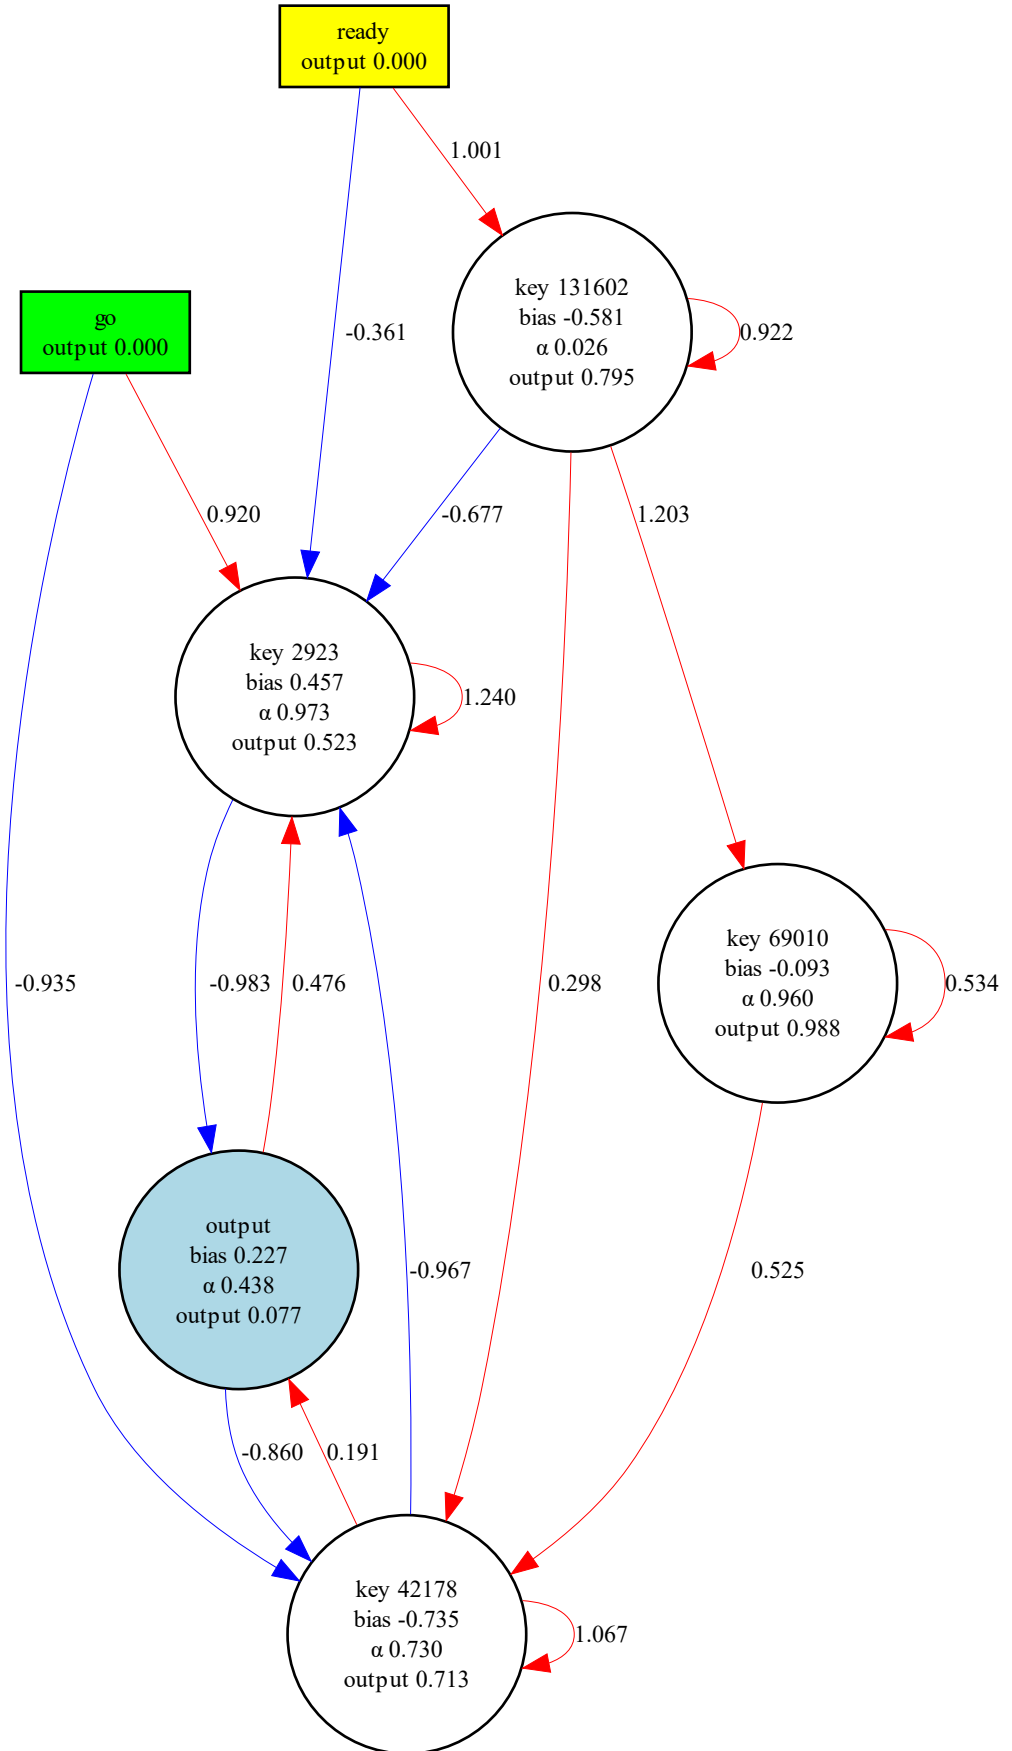 ready
output 0.000
1.001
key 131602
bias -0.581
α 0.026
output 0.795
0.922
go
output 0.000
-0.361
0.920
-0.677
1.203
key 2923
bias 0.457
α 0.973
output 0.523
1.240
key 69010
bias -0.093
α 0.960
output 0.988
0.534
-0.935
-0.983
0.476
0.298
output
bias 0.227
α 0.438
output 0.077
-0.967
0.525
-0.860
0.191
key 42178
bias -0.735
α 0.730
output 0.713
1.067